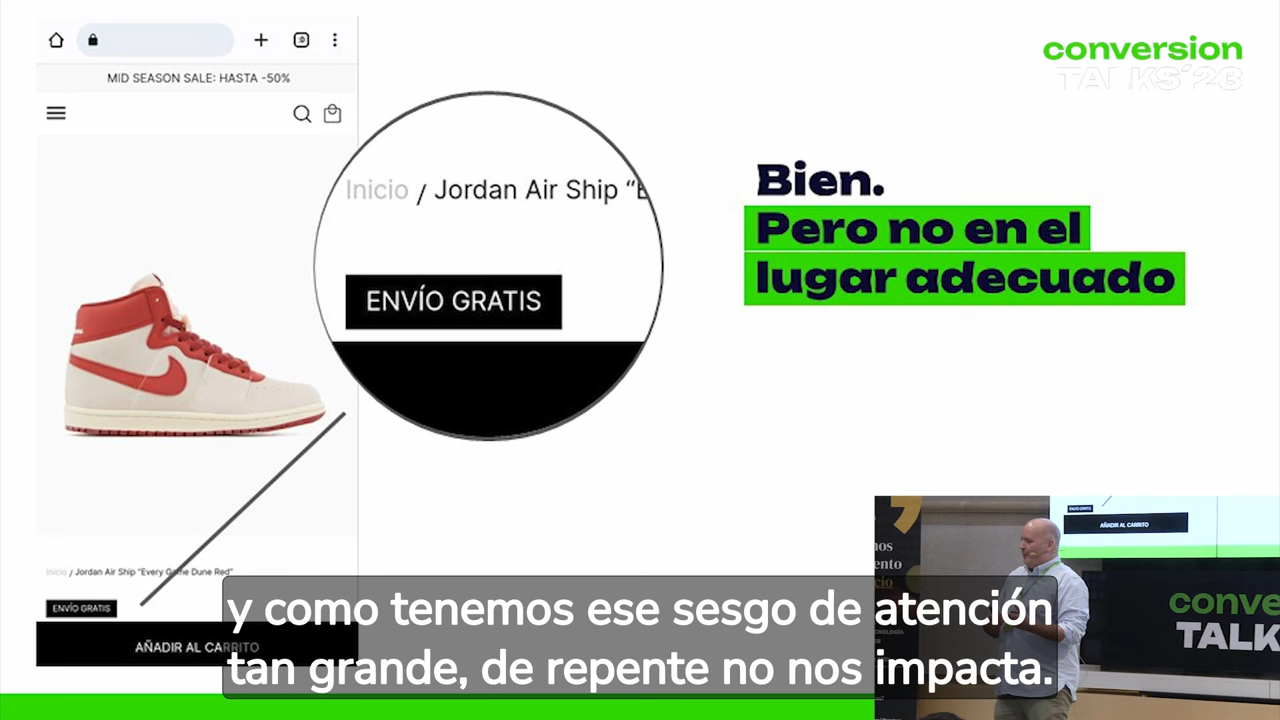 MID SEASON SALE: HASTA -50%
conversion
TALKS'23
Inicio / Jordan Air Ship "E
ENVÍO GRATIS
Bien.
Pero no en el
lugar adecuado
Inicio / Jordan Air Ship "Every Game Dune Red"
ENVÍO GRATIS
AÑADIR AL CARRITO
ENVÍO GRATIS
AÑADIR AL CARRITO
conve
TALK
y como tenemos ese sesgo de atención
tan grande, de repente no nos impacta.